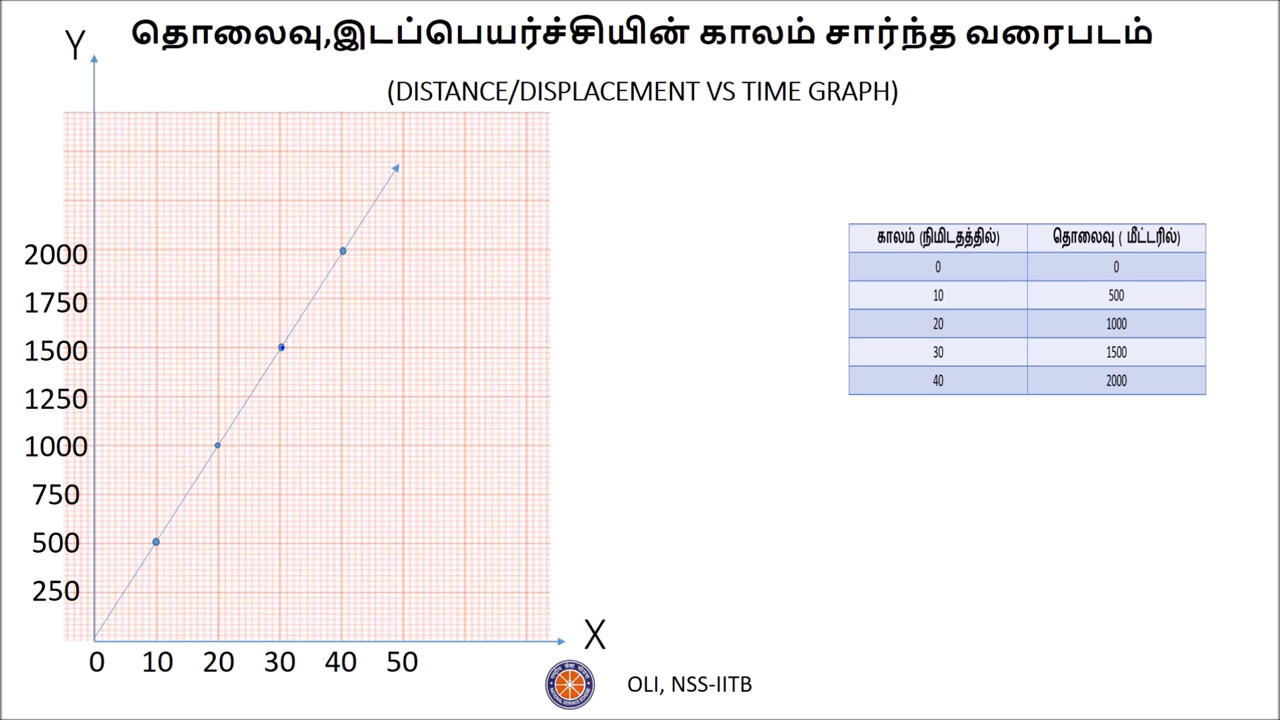 தொலைவு,இடப்பெயர்ச்சியின் காலம் சார்ந்த வரைபடம்
(DISTANCE/DISPLACEMENT VS TIME GRAPH)
Y
2000
1750
1500
1250
1000
750
500
250
0 10 20 30 40 50
X
காலம் (நிமிடதத்தில்) தொலைவு ( மீட்டரில்)
0 0
10 500
20 1000
30 1500
40 2000
OLI, NSS-IITB